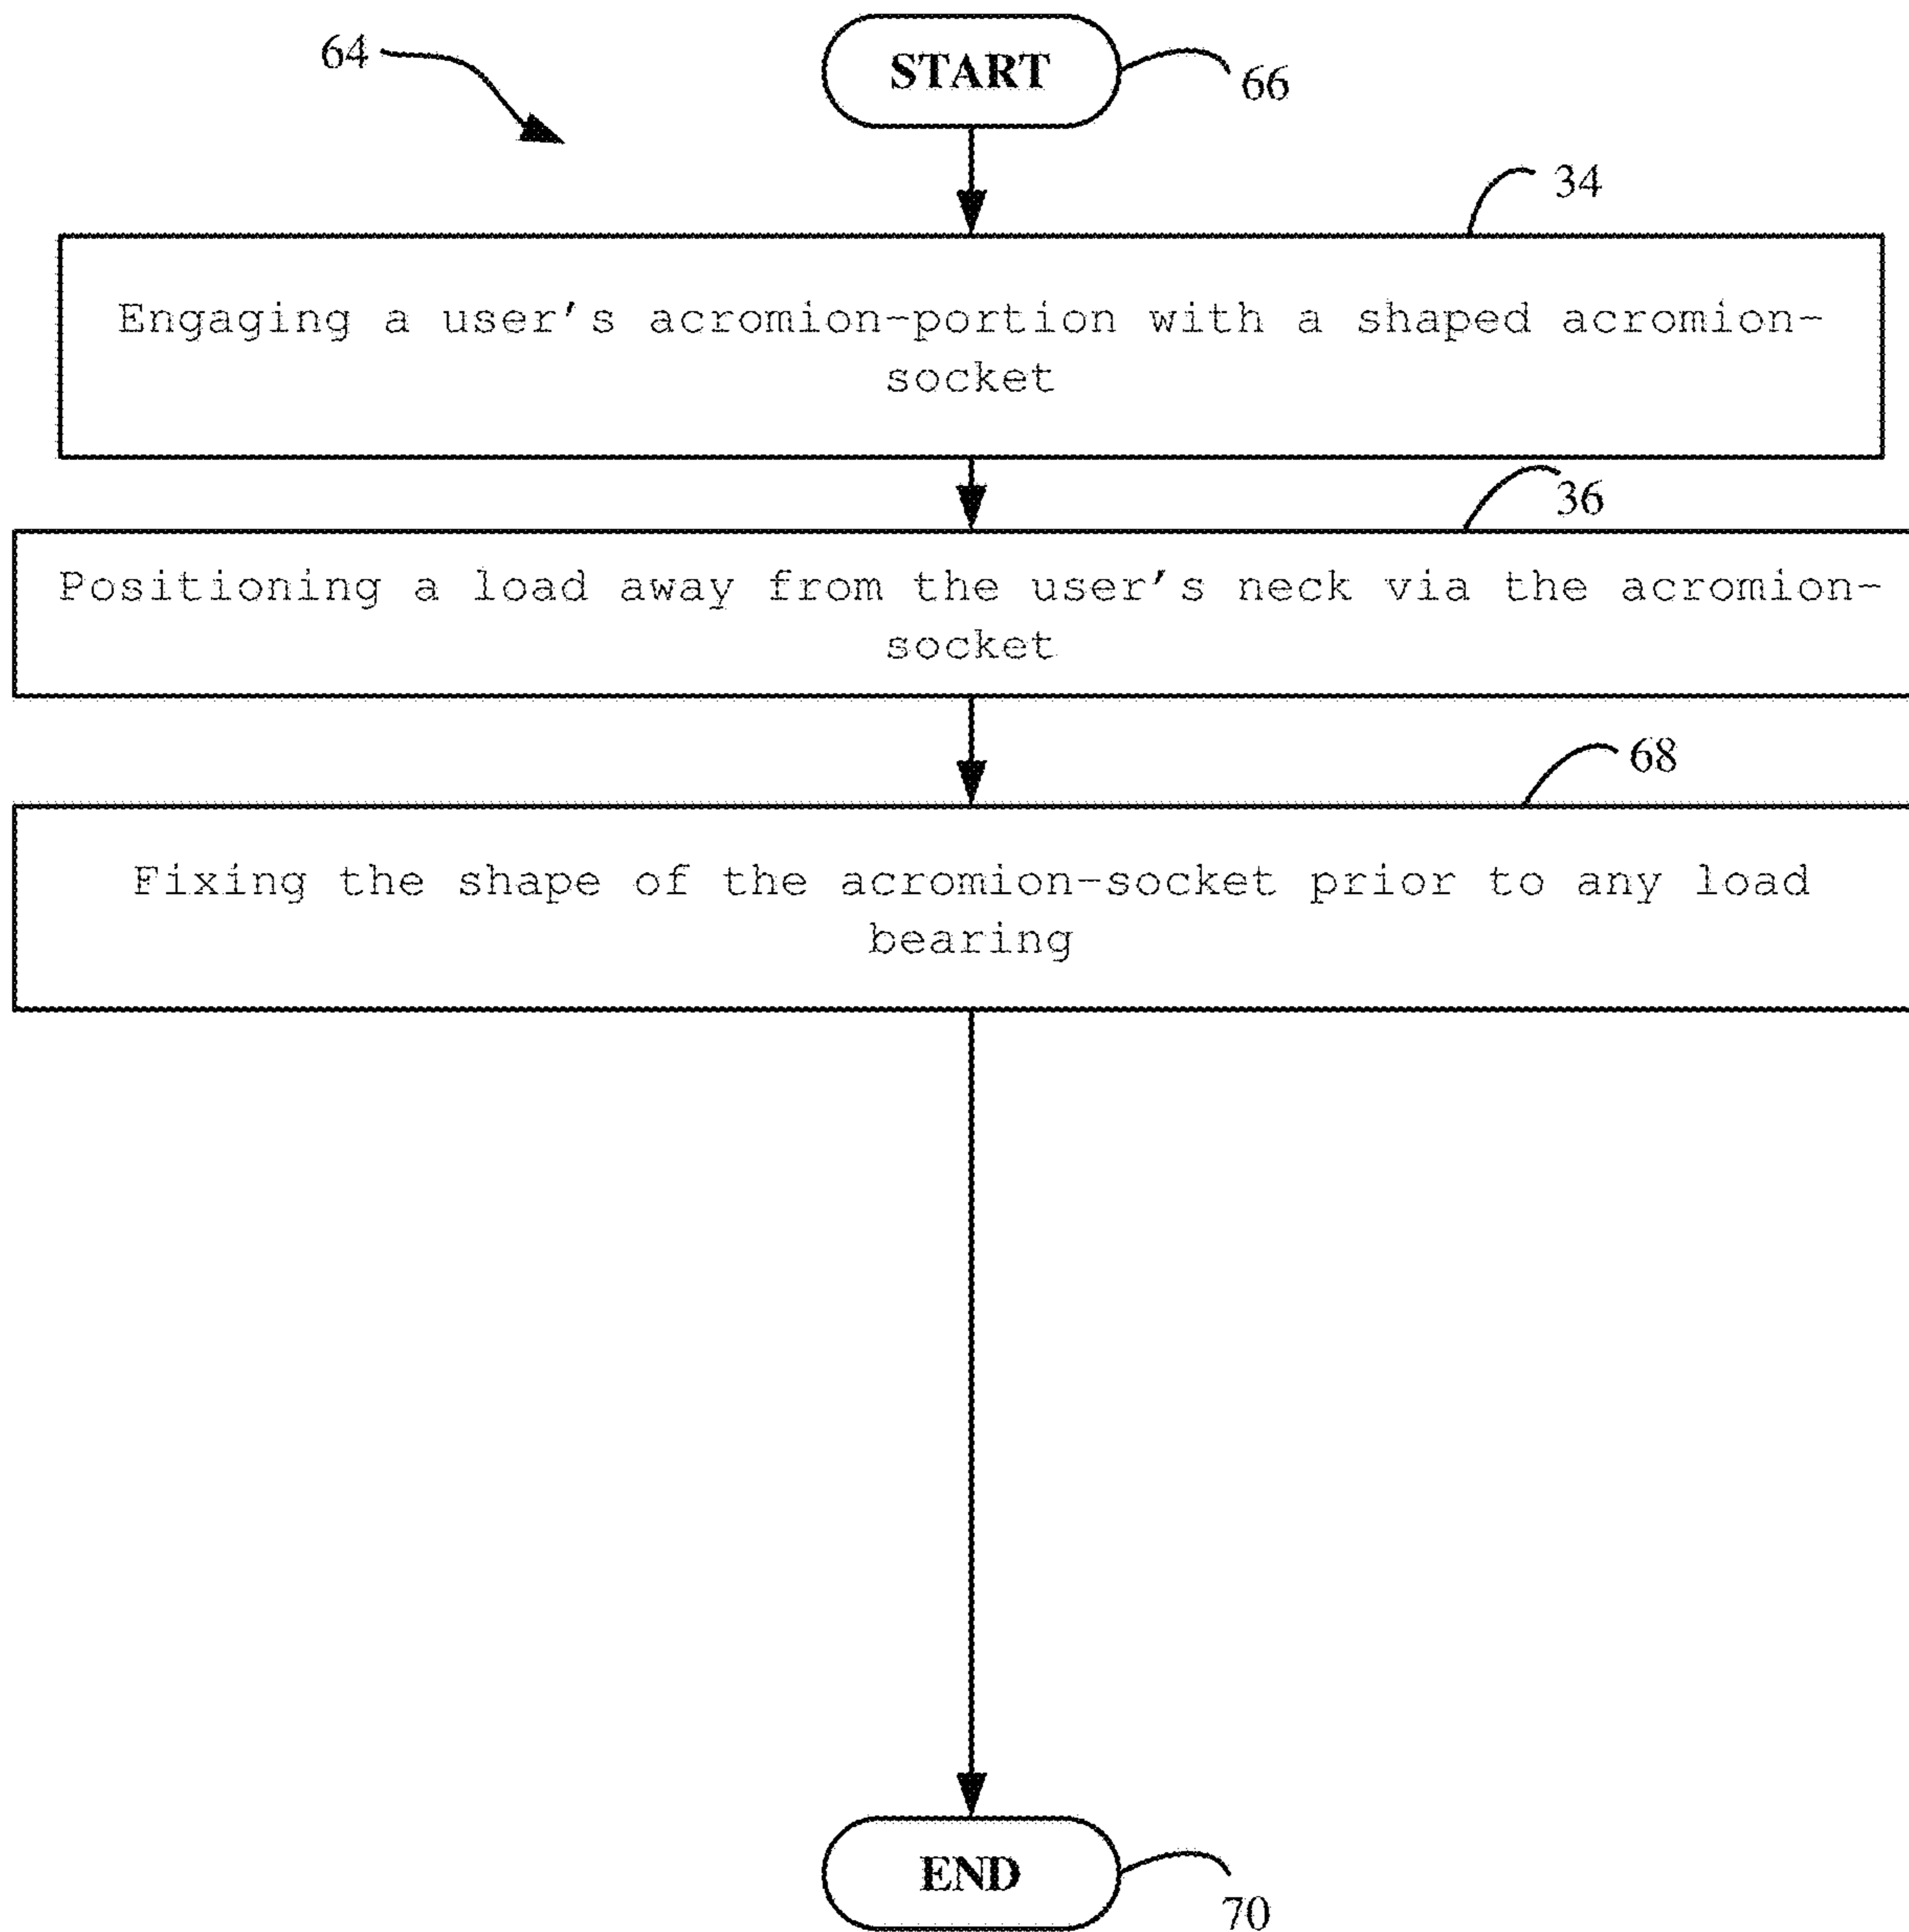 64
START
66
34
Engaging a user's acromion-portion with a shaped acromion-
socket
36
Positioning a load away from the user's neck via the acromion-
socket
68
Fixing the shape of the acromion-socket prior to any load
bearing
END
70